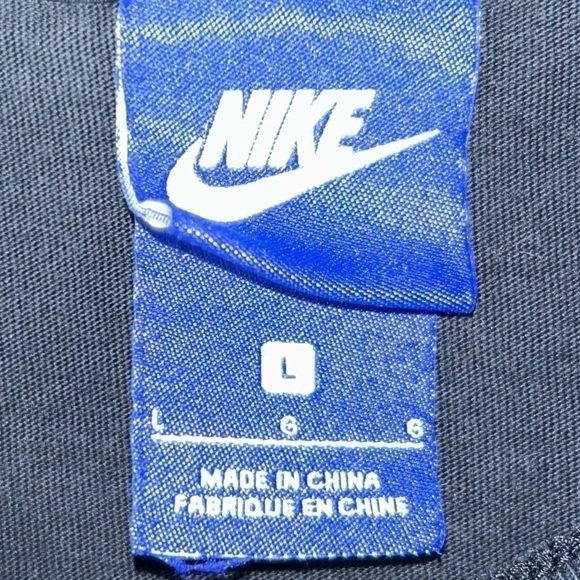 NIKE
L
L G G
MADE IN CHINA
FABRIQUE EN CHINE